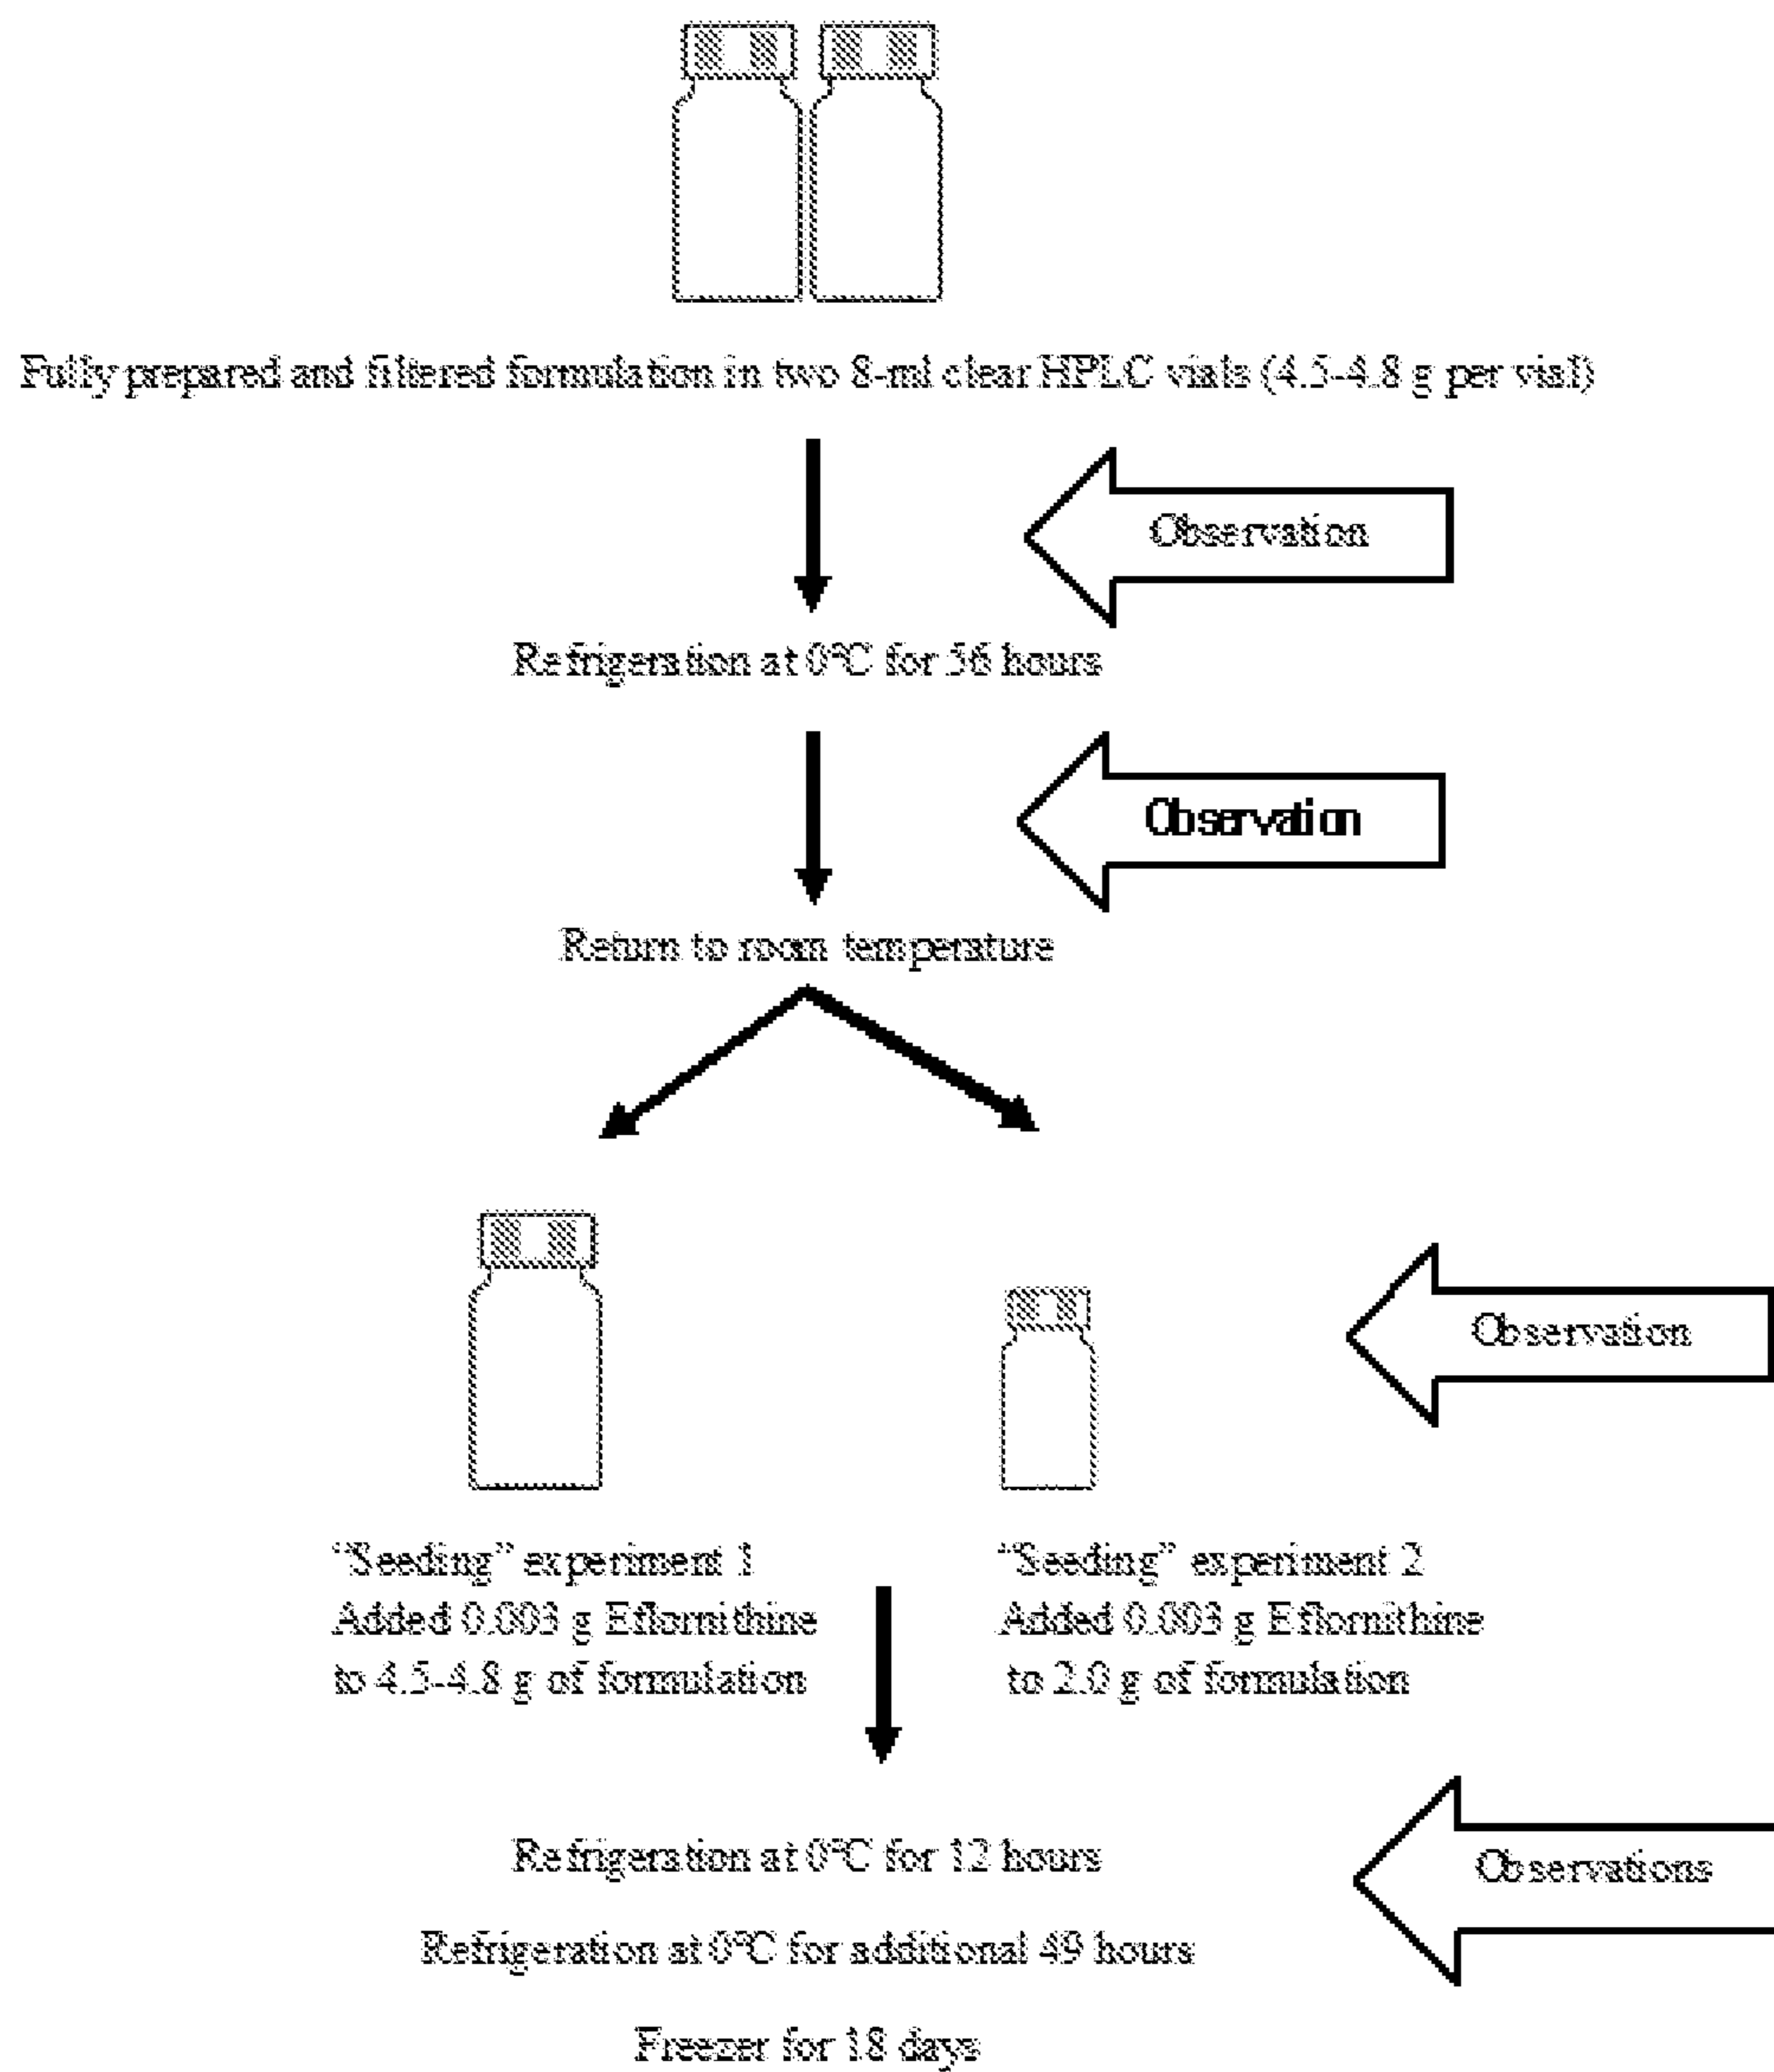 Fully prepared and filtered formulation in two 8-ml clear HPLC vials (4.5-4.8 g per vial)
Observation
Refrigeration at 0°C for 56 hours
Observation
Return to room temperature
Observation
"Seeding" experiment 1
Added 0.003 g Eflornithine
to 4.5-4.8 g of formulation
"Seeding" experiment 2
Added 0.003 g Eflornithine
to 2.0 g of formulation
Refrigeration at 0°C for 12 hours
Observations
Refrigeration at 0°C for additional 49 hours
Freezer for 18 days